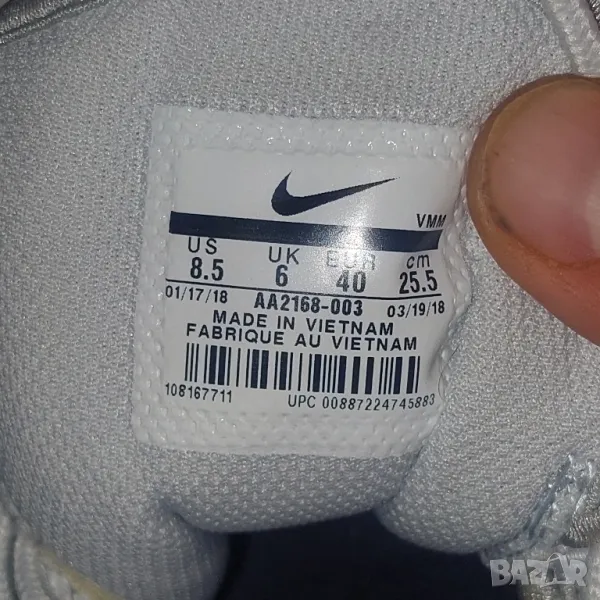 VMM
US UK EUR cm
8.5 6 40 25.5
01/17/18 AA2168-003 03/19/18
MADE IN VIETNAM
FABRIQUE AU VIETNAM
108167711 UPC 00887224745883
BAZAR